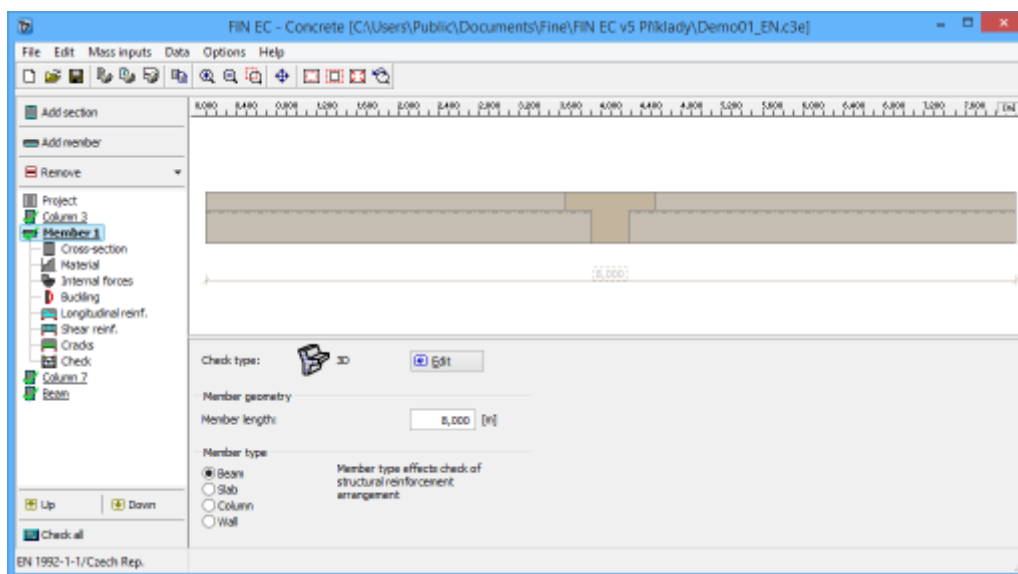 FIN EC - Concrete [C:\Users\Public\Documents\Fine\FIN EC v5 Příklady\Demo01_EN.c3e]
File Edit Mass inputs Data Options Help
Add section
Add member
Remove
[m]
Project
Column 3
Member 1
Cross-section
Material
Internal forces
Buckling
Longitudinal reinf.
Shear reinf.
Cracks
Check
Column 7
Beam
Up Down
Check all
[8,000]
Check type: 3D Edit
Member geometry
Member length: 8,000 [m]
Member type
Beam
Slab
Column
Wall
Member type effects check of
structural reinforcement
arrangement
EN 1992-1-1/Czech Rep.